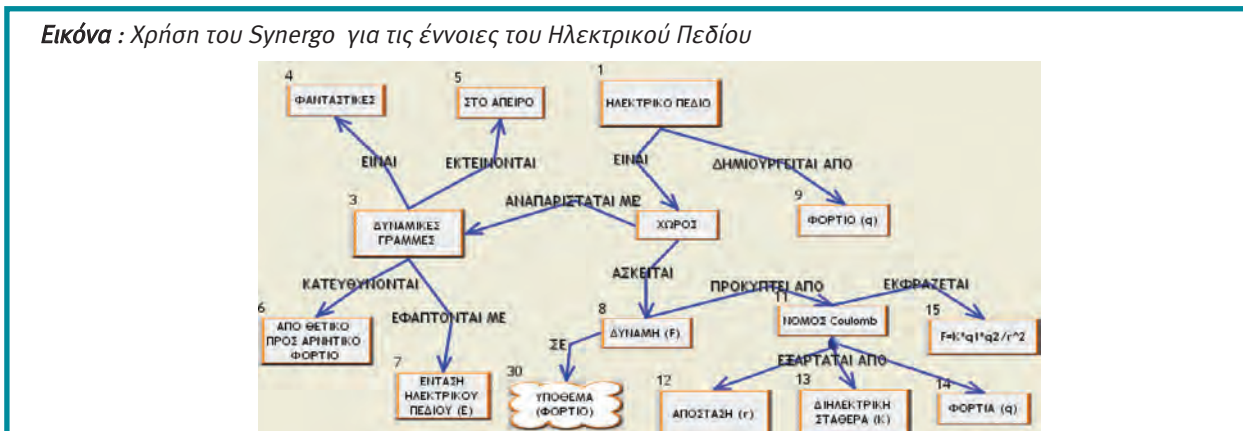 Εικόνα : Χρήση του Synergo για τις έννοιες του Ηλεκτρικού Πεδίου
4
ΦΑΝΤΑΣΤΙΚΕΣ
5
ΣΤΟ ΑΠΕΙΡΟ
1
ΗΛΕΚΤΡΙΚΟ ΠΕΔΙΟ
ΕΙΝΑΙ
ΕΚΤΕΙΝΟΝΤΑΙ
ΕΙΝΑΙ
ΔΗΜΙΟΥΡΓΕΙΤΑΙ ΑΠΟ
3
ΔΥΝΑΜΙΚΕΣ
ΓΡΑΜΜΕΣ
ΑΝΑΠΑΡΙΣΤΑΤΑΙ ΜΕ
2
ΧΩΡΟΣ
9
ΦΟΡΤΙΟ (q)
ΚΑΤΕΥΘΥΝΟΝΤΑΙ
ΕΦΑΠΤΟΝΤΑΙ ΜΕ
ΑΣΚΕΙΤΑΙ
ΠΡΟΚΥΠΤΕΙ ΑΠΟ
ΕΚΦΡΑΖΕΤΑΙ
6
ΑΠΟ ΘΕΤΙΚΟ
ΠΡΟΣ ΑΡΝΗΤΙΚΟ
ΦΟΡΤΙΟ
7
ΕΝΤΑΣΗ
ΗΛΕΚΤΡΙΚΟΥ
ΠΕΔΙΟΥ (Ε)
8
ΔΥΝΑΜΗ (F)
ΣΕ
30
ΥΠΟΘΕΜΑ
(ΦΟΡΤΙΟ)
11
ΝΟΜΟΣ Coulomb
15
F=K*q1*q2/r^2
ΕΞΑΡΤΑΤΑΙ ΑΠΟ
12
ΑΠΟΣΤΑΣΗ (r)
13
ΔΙΗΛΕΚΤΡΙΚΗ
ΣΤΑΘΕΡΑ (Κ)
14
ΦΟΡΤΙΑ (q)